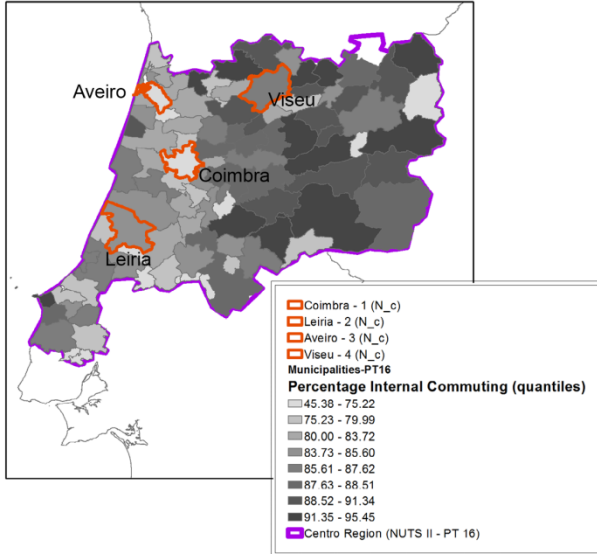 Aveiro
Viseu
Coimbra
Leiria
Coimbra - 1 (N_c)
Leiria - 2 (N_c)
Aveiro - 3 (N_c)
Viseu - 4 (N_c)
Municipalities-PT16
Percentage Internal Commuting (quantiles)
45.38 - 75.22
75.23 - 79.99
80.00 - 83.72
83.73 - 85.60
85.61 - 87.62
87.63 - 88.51
88.52 - 91.34
91.35 - 95.45
Centro Region (NUTS II - PT 16)